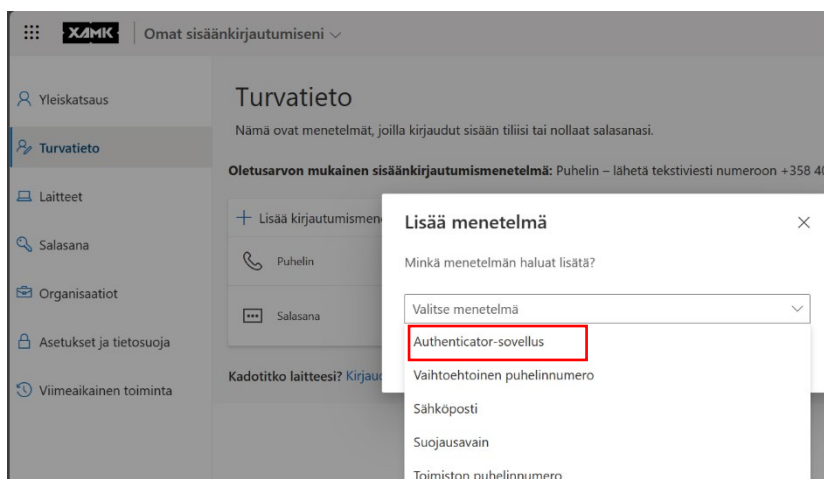 XAMK Omat sisäänkirjautumiseni
Yleiskatsaus
Turvatieto
Laitteet
Salasana
Organisaatiot
Asetukset ja tietosuoja
Viimeaikainen toiminta
Turvatieto
Nämä ovat menetelmät, joilla kirjaudut sisään tiliisi tai nollaat salasanasi.
Oletusarvon mukainen sisäänkirjautumismenetelmä: Puhelin – lähetä tekstiviesti numeroon +358 40
+ Lisää kirjautumismene
Puhelin
Salasana
Kadotitko laitteesi? Kirjaud
Lisää menetelmä
Minkä menetelmän haluat lisätä?
Valitse menetelmä
Authenticator-sovellus
Vaihtoehtoinen puhelinnumero
Sähköposti
Suojausavain
Toimiston puhelinnumero